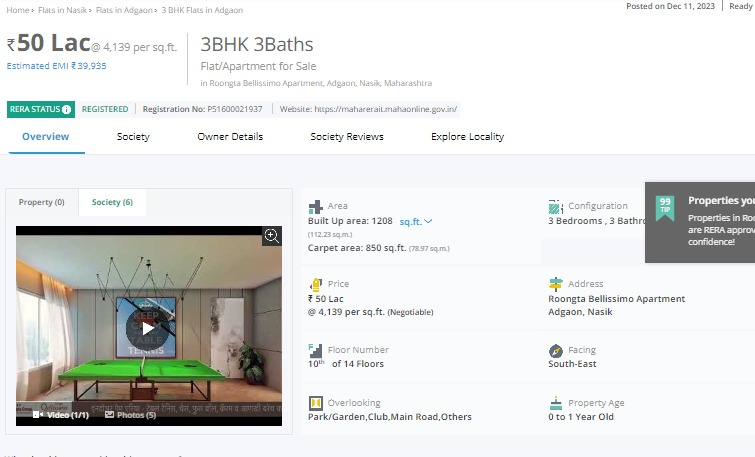 Home› Flats in Nasik› Flats in Adgaon› 3 BHK Flats in Adgaon
Posted on Dec 11, 2023 | Ready
₹50 Lac@ 4,139 per sq.ft.
Estimated EMI ₹39,935
3BHK 3Baths
Flat/Apartment for Sale
in Roongta Bellissimo Apartment, Adgaon, Nasik, Maharashtra
RERA STATUS REGISTERED Registration No: P51600021937 Website: https://maharerait.mahaonline.gov.in/
Overview Society Owner Details Society Reviews Explore Locality
Property (0) Society (6)
KEEP
TABLE
TENNIS
Video (1/1) Photos (5)
Area
Built Up area: 1208 sq.ft.
(112.23 sq.m.)
Carpet area: 850 sq.ft. (78.97 sq.m.)
Configuration
3 Bedrooms , 3 Bathro
99
TIP
Properties you
Properties in Roo
are RERA approv
confidence!
Price
₹ 50 Lac
@ 4,139 per sq.ft. (Negotiable)
Address
Roongta Bellissimo Apartment
Adgaon, Nasik
Floor Number
10th of 14 Floors
Facing
South-East
Overlooking
Park/Garden,Club,Main Road,Others
Property Age
0 to 1 Year Old